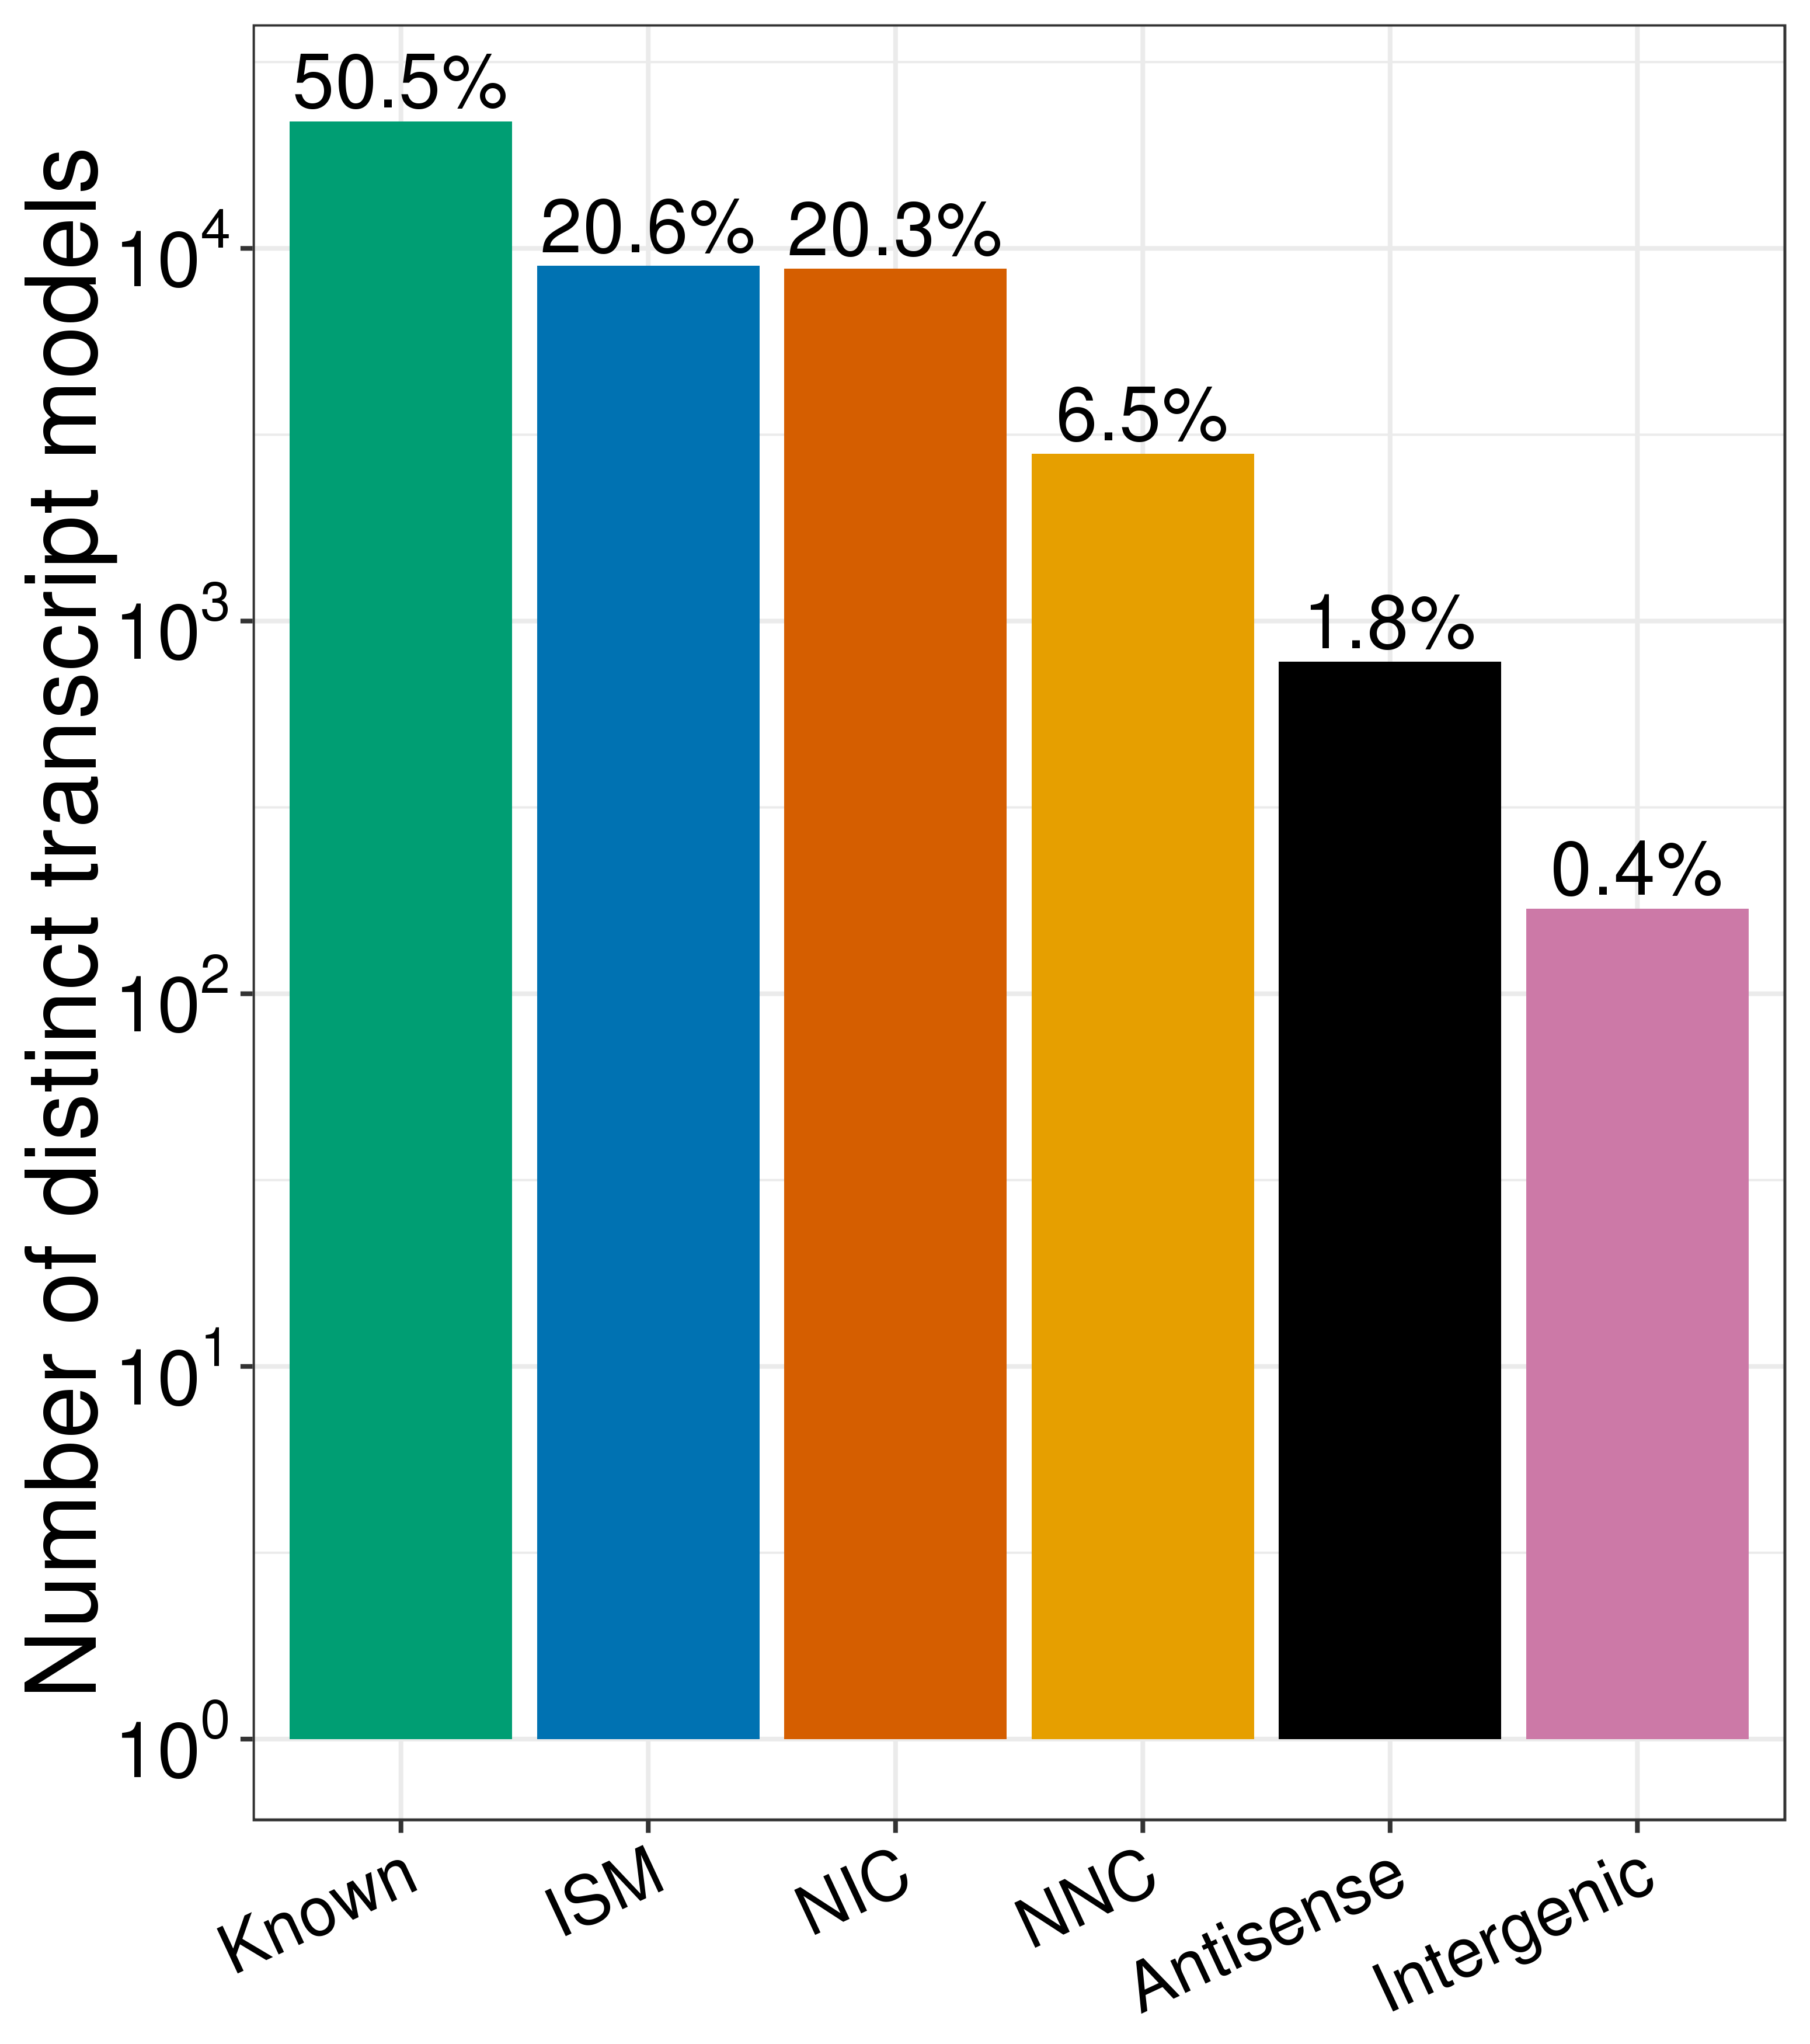 Number of distinct transcript models
10^4
10^3
10^2
10^1
10^0
50.5%
20.6%
20.3%
6.5%
1.8%
0.4%
Known
ISM
NIC
NNC
Antisense
Intergenic